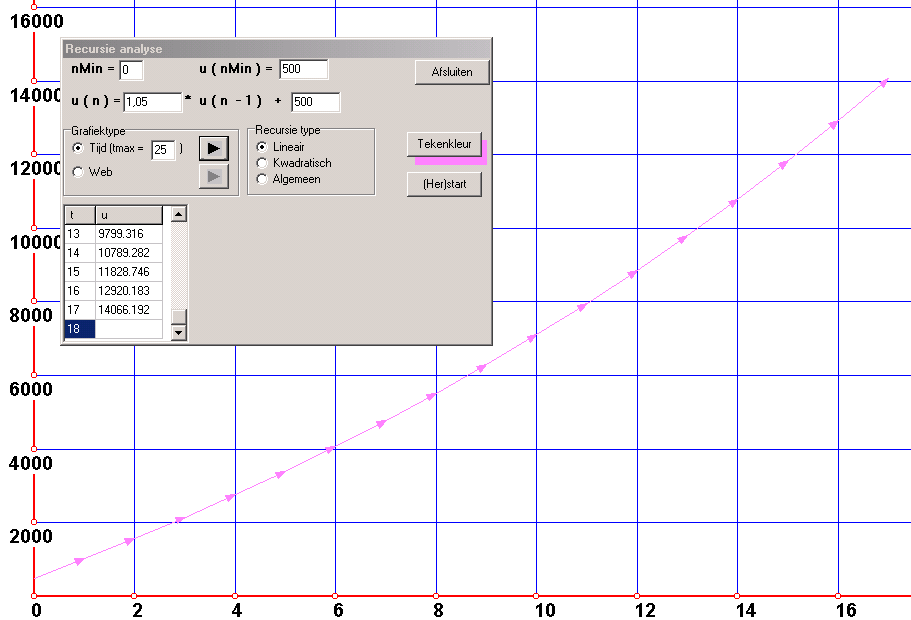 16000
14000
12000
10000
8000
6000
4000
2000
Recursie analyse
nMin = 0 u ( nMin ) = 500 Afsluiten
u ( n ) = 1,05 * u ( n - 1 ) + 500
Grafiektype
Tijd (tmax = 25 )
Web
Recursie type
Lineair
Kwadratisch
Algemeen
Tekenkleur
(Her)start
t u
13 9799.316
14 10789.282
15 11828.746
16 12920.183
17 14066.192
18
0 2 4 6 8 10 12 14 16